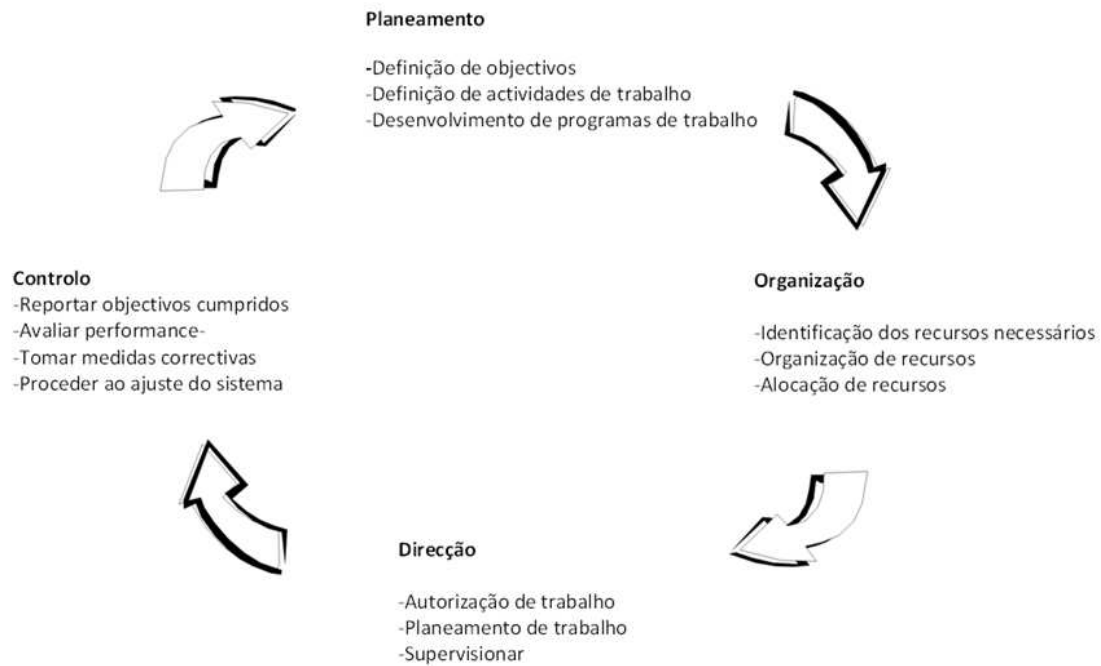 Planeamento
-Definição de objectivos
-Definição de actividades de trabalho
-Desenvolvimento de programas de trabalho
Controlo
-Reportar objectivos cumpridos
-Avaliar performance-
-Tomar medidas correctivas
-Proceder ao ajuste do sistema
Organização
-Identificação dos recursos necessários
-Organização de recursos
-Alocação de recursos
Direcção
-Autorização de trabalho
-Planeamento de trabalho
-Supervisionar